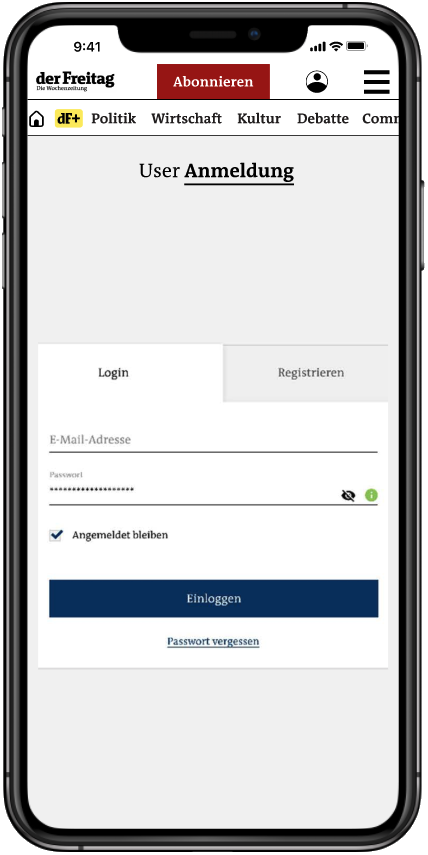 9:41
der Freitag
Die Wochenzeitung
Abonnieren
dF+ Politik Wirtschaft Kultur Debatte Comm
User Anmeldung
Login
Registrieren
E-Mail-Adresse
Passwort
*******************
Angemeldet bleiben
Einloggen
Passwort vergessen